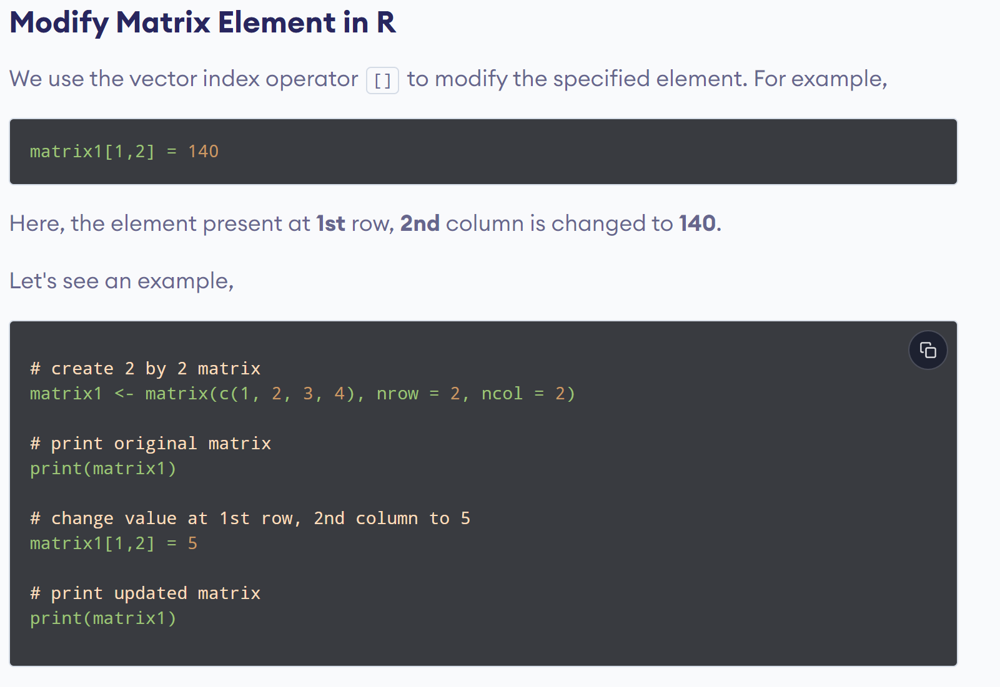 Modify Matrix Element in R
We use the vector index operator [] to modify the specified element. For example,
matrix1[1,2] = 140
Here, the element present at 1st row, 2nd column is changed to 140.
Let's see an example,
# create 2 by 2 matrix
matrix1 <- matrix(c(1, 2, 3, 4), nrow = 2, ncol = 2)
# print original matrix
print(matrix1)
# change value at 1st row, 2nd column to 5
matrix1[1,2] = 5
# print updated matrix
print(matrix1)